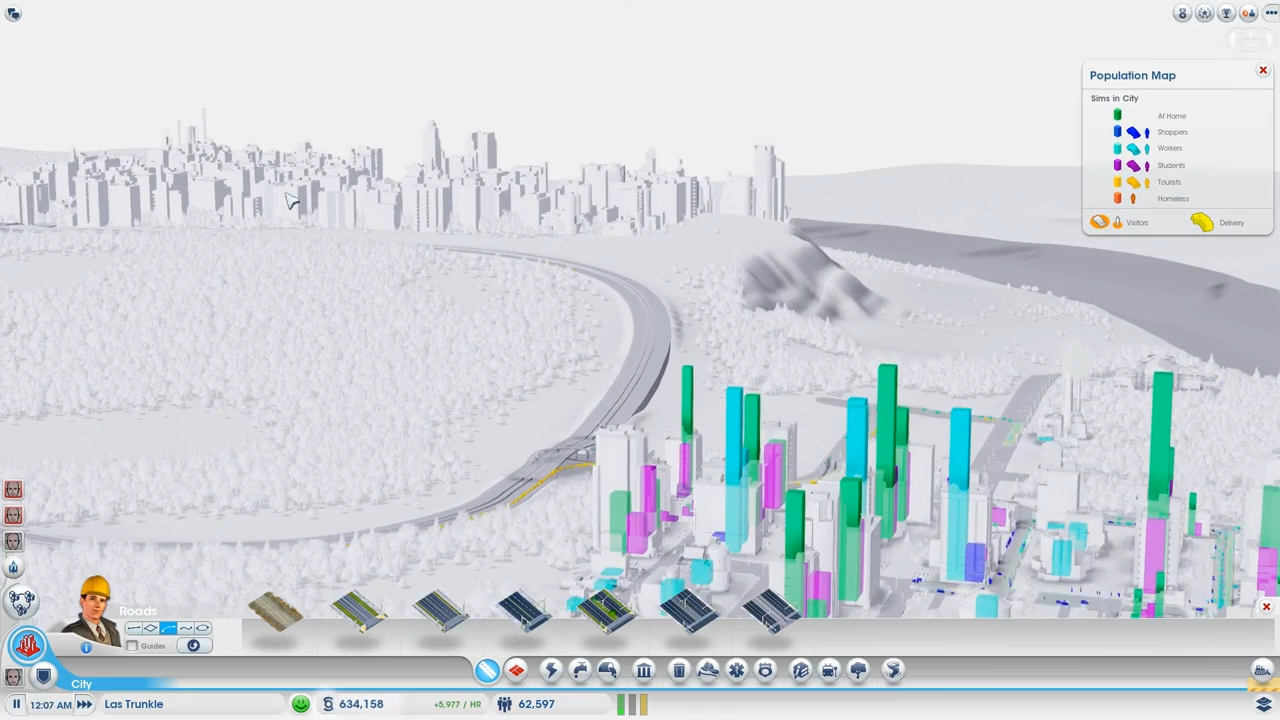 Population Map
Sims in City
At Home
Shoppers
Workers
Students
Tourists
Homeless
Visitors
Delivery
Roads
Guides
City
12:07 AM
Las Trunkle
634,158
+5,977 / HR
62,597